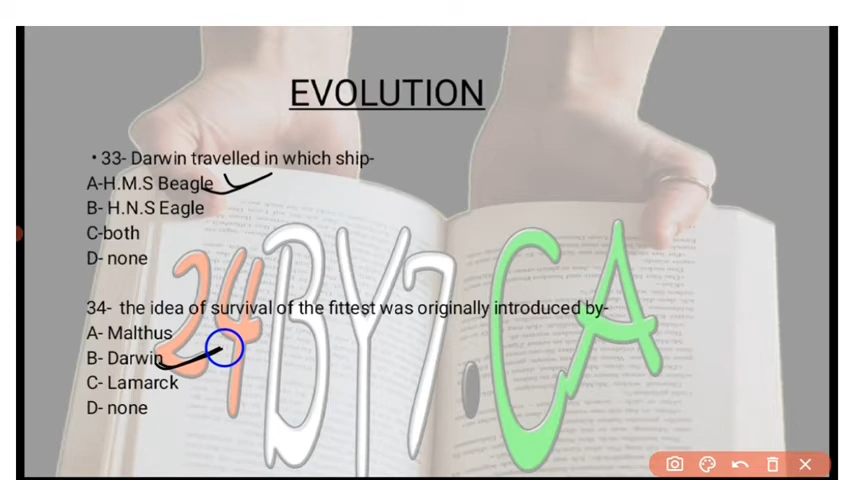 EVOLUTION
• 33- Darwin travelled in which ship-
A-H.M.S Beagle
B- H.N.S Eagle
C-both
D- none
34- the idea of survival of the fittest was originally introduced by-
A- Malthus
B- Darwin
C- Lamarck
D- none
24BY7.CA